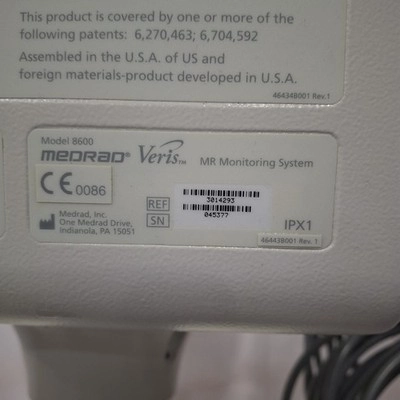 This product is covered by one or more of the
following patents: 6,270,463; 6,704,592
Assembled in the U.S.A. of US and
foreign materials-product developed in U.S.A.
464348001 Rev.1
Model 8600
MEDRAD® Veris™ MR Monitoring System
CE 0086
REF 3014293
SN 045377
Medrad, Inc.
One Medrad Drive,
Indianola, PA 15051
IPX1
464438001 Rev. 1